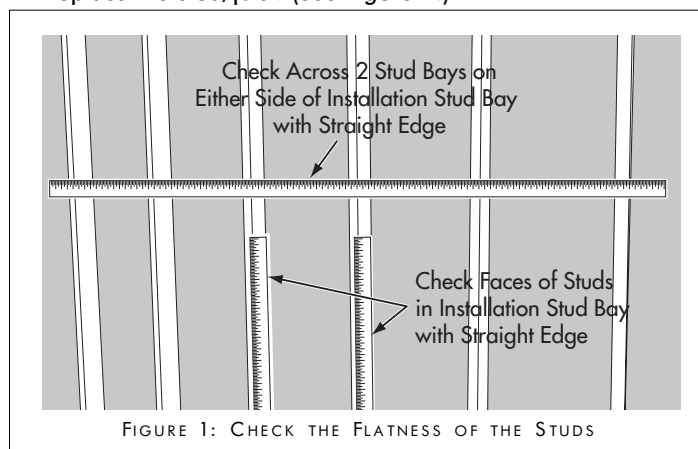 Check Across 2 Stud Bays on
Either Side of Installation Stud Bay
with Straight Edge
Check Faces of Studs
in Installation Stud Bay
with Straight Edge
FIGURE 1: CHECK THE FLATNESS OF THE STUDS